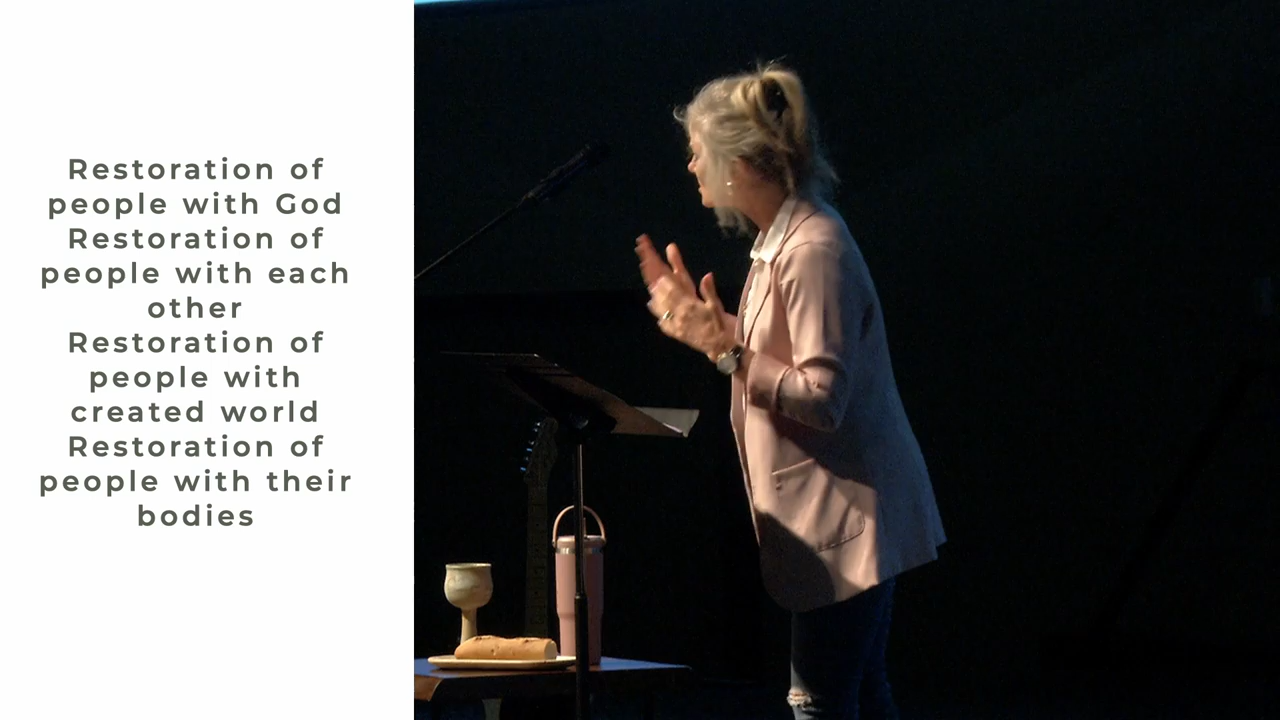 Restoration of
people with God
Restoration of
people with each
other
Restoration of
people with
created world
Restoration of
people with their
bodies